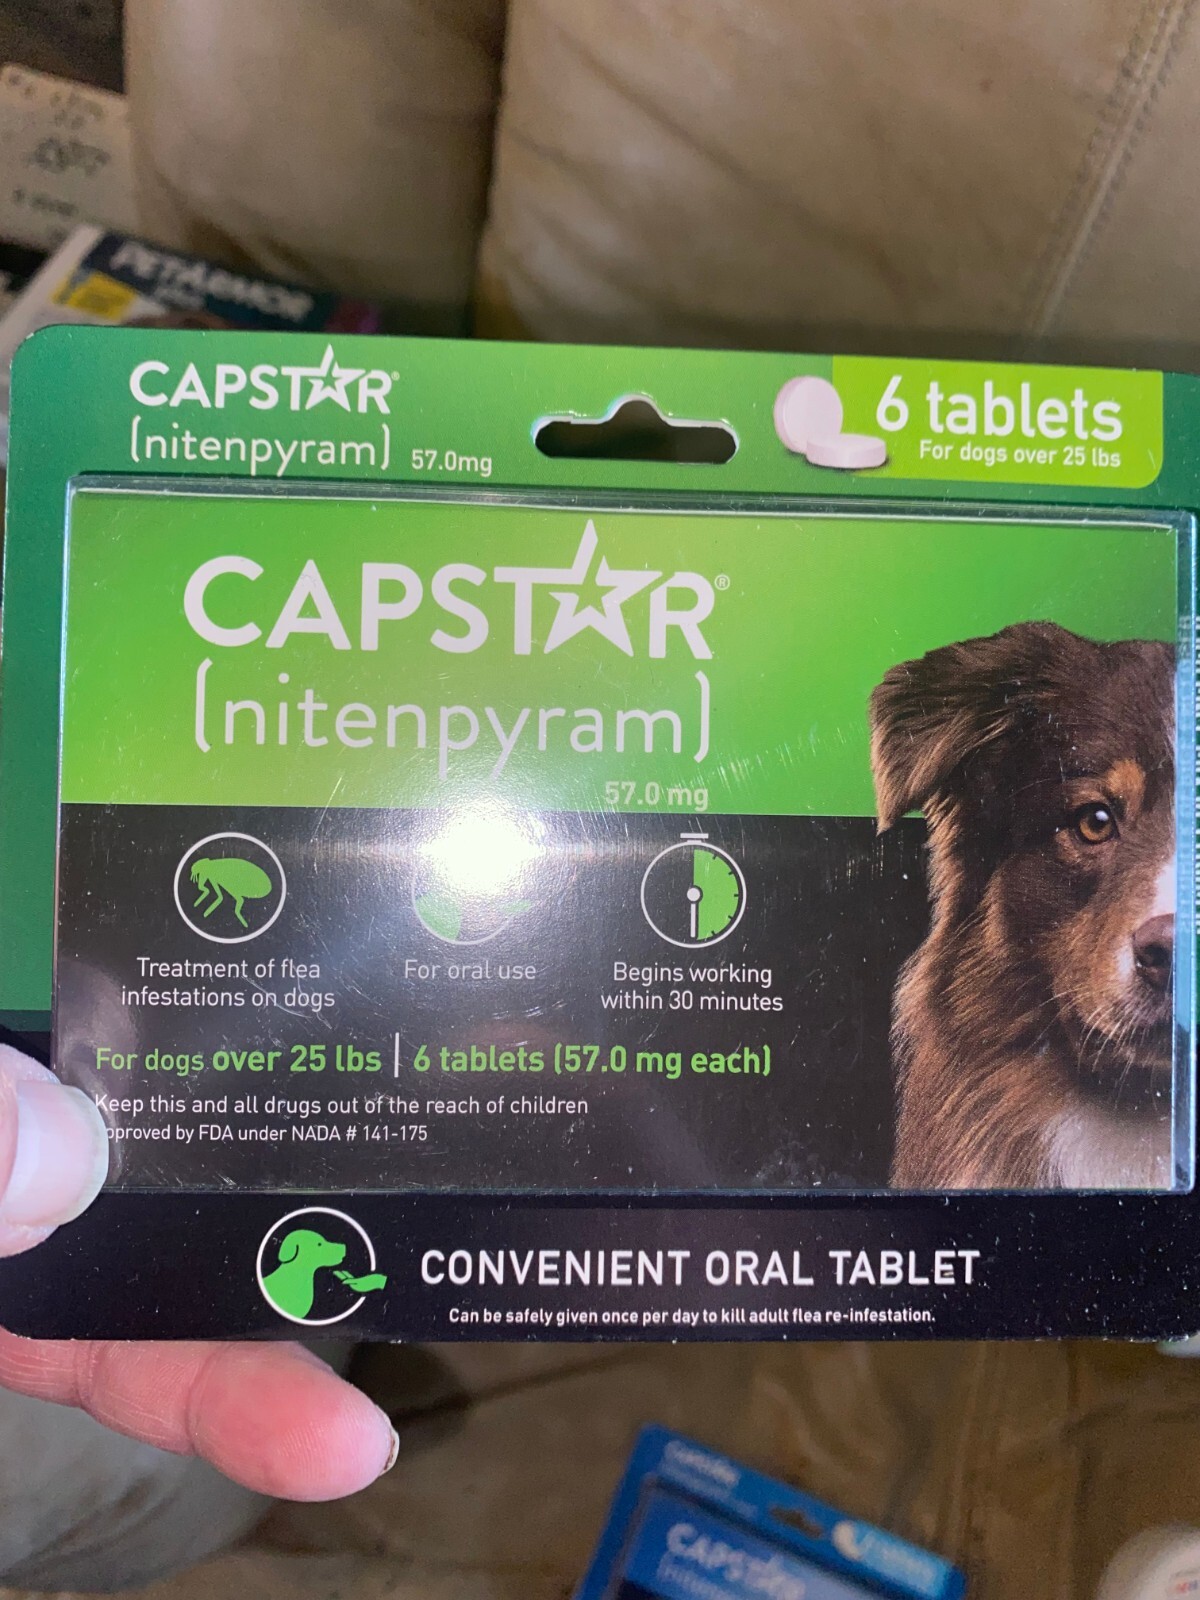 PETARMOR
CAPSTAR®
(nitenpyram) 57.0mg
6 tablets
For dogs over 25 lbs
CAPSTAR®
(nitenpyram)
57.0 mg
Treatment of flea
infestations on dogs
For oral use
Begins working
within 30 minutes
For dogs over 25 lbs | 6 tablets (57.0 mg each)
Keep this and all drugs out of the reach of children
pproved by FDA under NADA # 141-175
CONVENIENT ORAL TABLET
Can be safely given once per day to kill adult flea re-infestation.
CAPSTAR